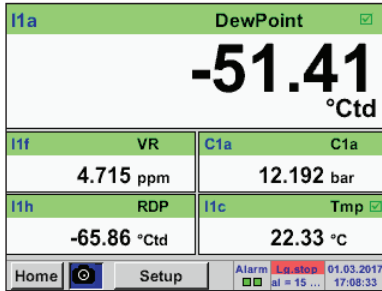 I1a DewPoint
-51.41
°Ctd
I1f VR C1a C1a
4.715 ppm 12.192 bar
I1h RDP I1c Tmp
-65.86 °Ctd 22.33 °C
Home Setup Alarm Lg.stop 01.03.2017
al = 15 ... 17:08:33